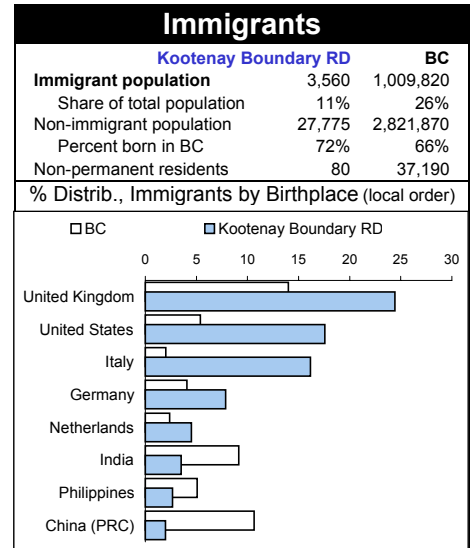 Immigrants
Kootenay Boundary RD BC
Immigrant population 3,560 1,009,820
Share of total population 11% 26%
Non-immigrant population 27,775 2,821,870
Percent born in BC 72% 66%
Non-permanent residents 80 37,190
% Distrib., Immigrants by Birthplace (local order)
BC Kootenay Boundary RD
0 5 10 15 20 25 30
United Kingdom
United States
Italy
Germany
Netherlands
India
Philippines
China (PRC)